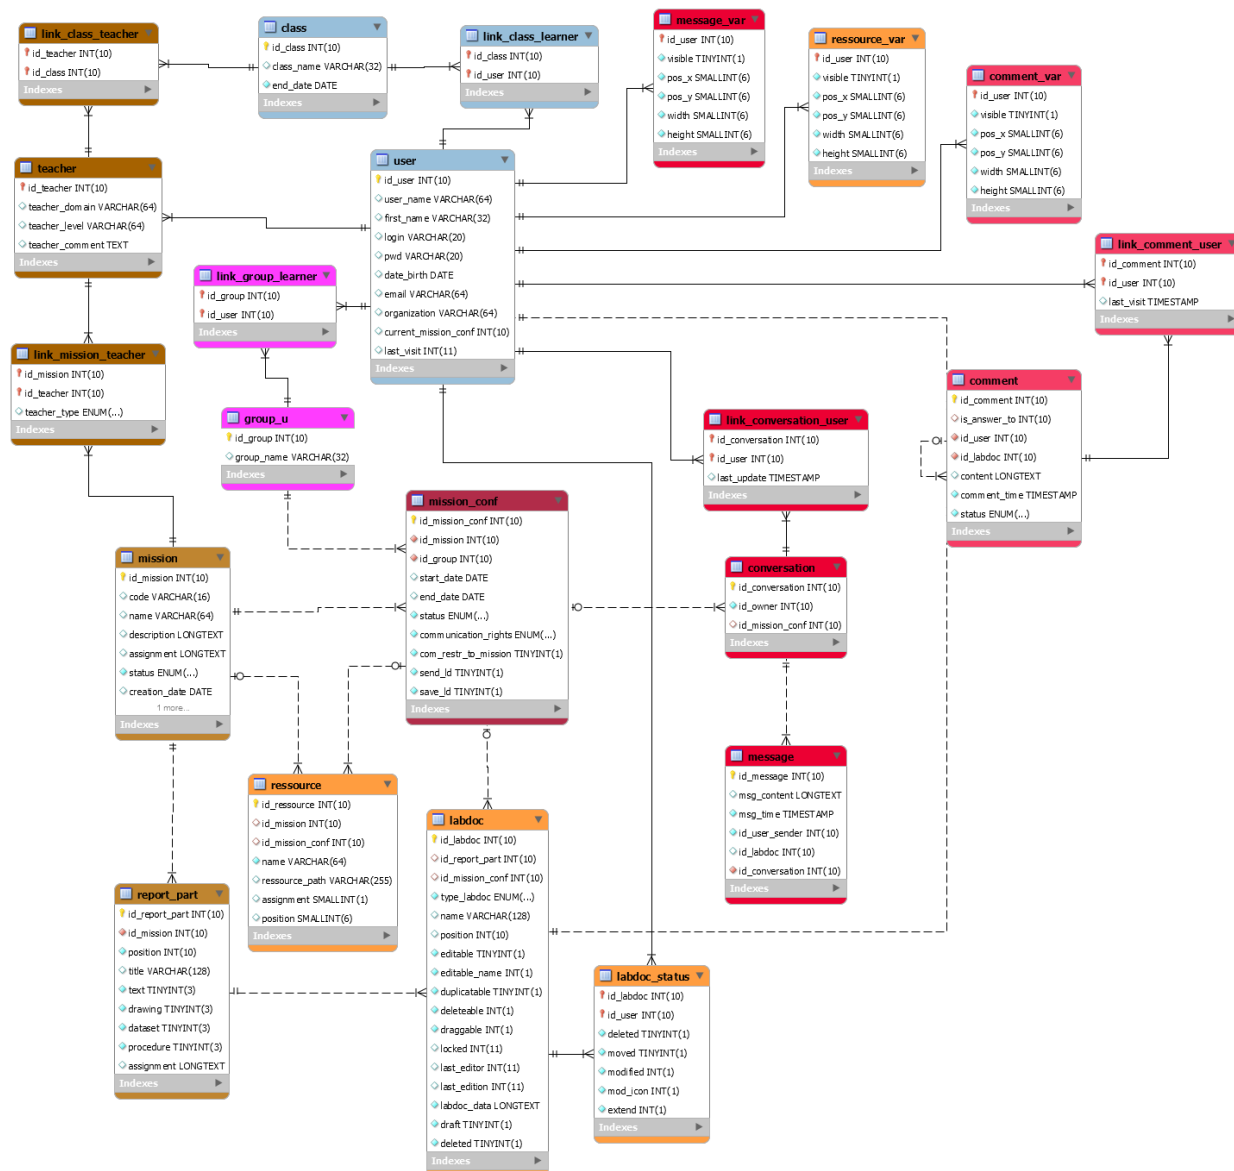 link_class_teacher
id_teacher INT(10)
id_class INT(10)
Indexes
class
id_class INT(10)
class_name VARCHAR(32)
end_date DATE
Indexes
link_class_learner
id_class INT(10)
id_user INT(10)
Indexes
message_var
id_user INT(10)
visible TINYINT(1)
pos_x SMALLINT(6)
pos_y SMALLINT(6)
width SMALLINT(6)
height SMALLINT(6)
Indexes
ressource_var
id_user INT(10)
visible TINYINT(1)
pos_x SMALLINT(6)
pos_y SMALLINT(6)
width SMALLINT(6)
height SMALLINT(6)
Indexes
comment_var
id_user INT(10)
visible TINYINT(1)
pos_x SMALLINT(6)
pos_y SMALLINT(6)
width SMALLINT(6)
height SMALLINT(6)
Indexes
teacher
id_teacher INT(10)
teacher_domain VARCHAR(64)
teacher_level VARCHAR(64)
teacher_comment TEXT
Indexes
user
id_user INT(10)
user_name VARCHAR(64)
first_name VARCHAR(32)
login VARCHAR(20)
pwd VARCHAR(20)
date_birth DATE
email VARCHAR(64)
organization VARCHAR(64)
current_mission_conf INT(10)
last_visit INT(11)
Indexes
link_comment_user
id_comment INT(10)
id_user INT(10)
last_visit TIMESTAMP
Indexes
link_group_learner
id_group INT(10)
id_user INT(10)
Indexes
link_mission_teacher
id_mission INT(10)
id_teacher INT(10)
teacher_type ENUM(...)
Indexes
group_u
id_group INT(10)
group_name VARCHAR(32)
Indexes
link_conversation_user
id_conversation INT(10)
id_user INT(10)
last_update TIMESTAMP
Indexes
comment
id_comment INT(10)
is_answer_to INT(10)
id_user INT(10)
id_labdoc INT(10)
content LONGTEXT
comment_time TIMESTAMP
status ENUM(...)
Indexes
mission_conf
id_mission_conf INT(10)
id_mission INT(10)
id_group INT(10)
start_date DATE
end_date DATE
status ENUM(...)
communication_rights ENUM(...)
com_restr_to_mission TINYINT(1)
send_ld TINYINT(1)
save_ld TINYINT(1)
Indexes
mission
id_mission INT(10)
code VARCHAR(16)
name VARCHAR(64)
description LONGTEXT
assignment LONGTEXT
status ENUM(...)
creation_date DATE
1 more...
Indexes
conversation
id_conversation INT(10)
id_owner INT(10)
id_mission_conf INT(10)
Indexes
message
id_message INT(10)
msg_content LONGTEXT
msg_time TIMESTAMP
id_user_sender INT(10)
id_labdoc INT(10)
id_conversation INT(10)
Indexes
ressource
id_ressource INT(10)
id_mission INT(10)
id_mission_conf INT(10)
name VARCHAR(64)
ressource_path VARCHAR(255)
assignment SMALLINT(1)
position SMALLINT(6)
Indexes
labdoc
id_labdoc INT(10)
id_report_part INT(10)
id_mission_conf INT(10)
type_labdoc ENUM(...)
name VARCHAR(128)
position INT(10)
editable TINYINT(1)
editable_name INT(1)
duplicatable TINYINT(1)
deleteable INT(1)
draggable INT(1)
locked INT(11)
last_editor INT(11)
last_edition INT(11)
labdoc_data LONGTEXT
draft TINYINT(1)
deleted TINYINT(1)
Indexes
report_part
id_report_part INT(10)
id_mission INT(10)
position INT(10)
title VARCHAR(128)
text TINYINT(3)
drawing TINYINT(3)
dataset TINYINT(3)
procedure TINYINT(3)
assignment LONGTEXT
Indexes
labdoc_status
id_labdoc INT(10)
id_user INT(10)
deleted TINYINT(1)
moved TINYINT(1)
modified INT(1)
mod_icon INT(1)
extend INT(1)
Indexes